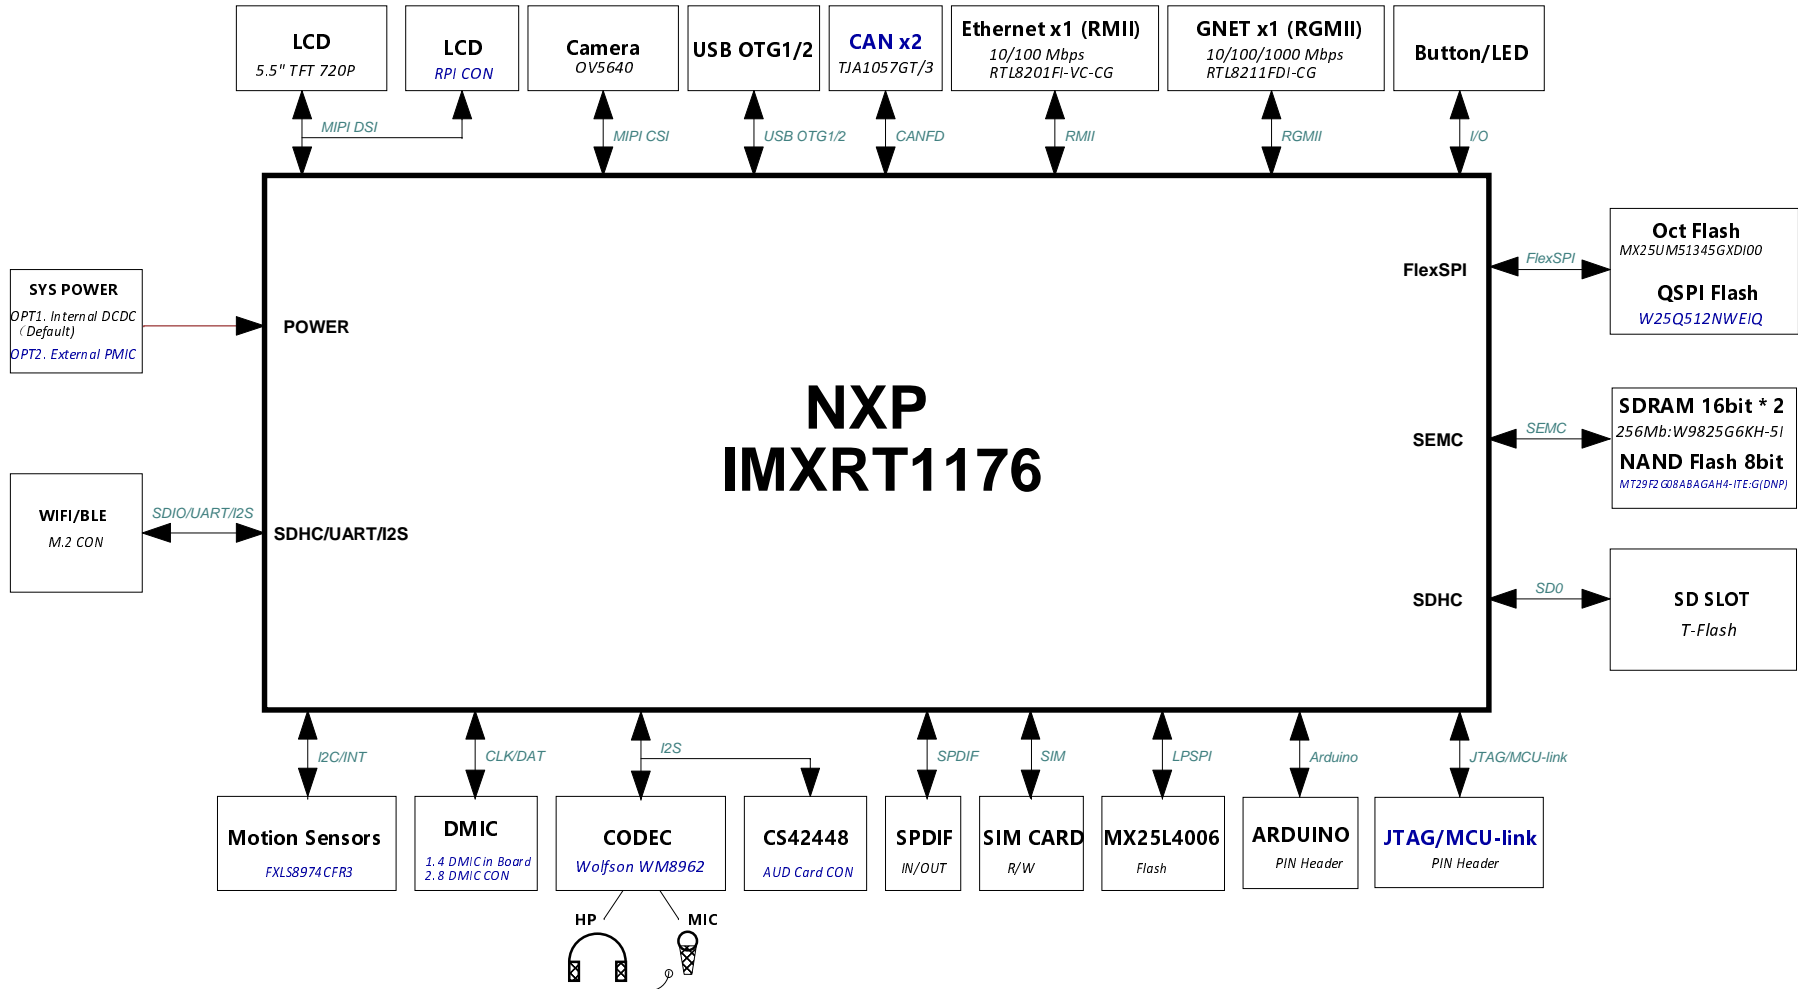 LCD
5.5" TFT 720P
LCD
RPI CON
Camera
OV5640
USB OTG1/2
CAN x2
TJA1057GT/3
Ethernet x1 (RMII)
10/100 Mbps
RTL8201FI-VC-CG
GNET x1 (RGMII)
10/100/1000 Mbps
RTL8211FDI-CG
Button/LED
MIPI DSI
MIPI CSI
USB OTG1/2
CANFD
RMII
RGMII
I/O
SYS POWER
OPT1. Internal DCDC
（Default)
OPT2. External PMIC
POWER
WIFI/BLE
M.2 CON
SDIO/UART/I2S
SDHC/UART/I2S
NXP
IMXRT1176
FlexSPI
FlexSPI
Oct Flash
MX25UM51345GXDI00
QSPI Flash
W25Q512NWEIQ
SEMC
SEMC
SDRAM 16bit * 2
256Mb:W9825G6KH-5I
NAND Flash 8bit
MT29F2G08ABAGAH4-ITE:G(DNP)
SDHC
SD0
SD SLOT
T-Flash
I2C/INT
CLK/DAT
I2S
SPDIF
SIM
LPSPI
Arduino
JTAG/MCU-link
Motion Sensors
FXLS8974CFR3
DMIC
1. 4 DMIC in Board
2. 8 DMIC CON
CODEC
Wolfson WM8962
CS42448
AUD Card CON
SPDIF
IN/OUT
SIM CARD
R/W
MX25L4006
Flash
ARDUINO
PIN Header
JTAG/MCU-link
PIN Header
HP
MIC